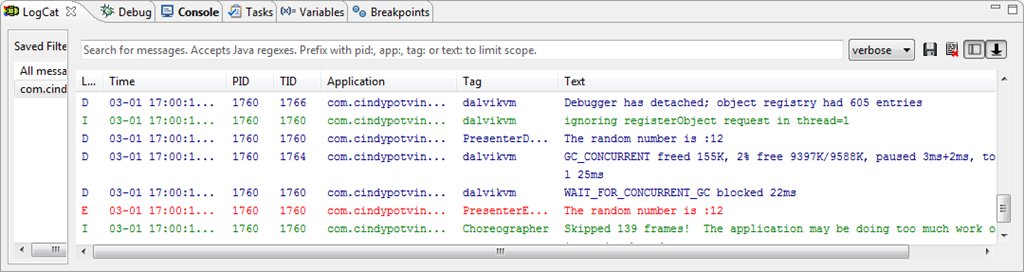 LogCat Debug Console Tasks (x)= Variables Breakpoints
Saved Filte
Search for messages. Accepts Java regexes. Prefix with pid:, app:, tag: or text: to limit scope. verbose
All messa
com.cind
L... Time PID TID Application Tag Text
D 03-01 17:00:1... 1760 1766 com.cindypotvin... dalvikvm Debugger has detached; object registry had 605 entries
I 03-01 17:00:1... 1760 1760 com.cindypotvin... dalvikvm ignoring registerObject request in thread=1
D 03-01 17:00:1... 1760 1760 com.cindypotvin... PresenterD... The random number is :12
D 03-01 17:00:1... 1760 1764 com.cindypotvin... dalvikvm GC_CONCURRENT freed 155K, 2% free 9397K/9588K, paused 3ms+2ms, to
l 25ms
D 03-01 17:00:1... 1760 1760 com.cindypotvin... dalvikvm WAIT_FOR_CONCURRENT_GC blocked 22ms
E 03-01 17:00:1... 1760 1760 com.cindypotvin... PresenterE... The random number is :12
I 03-01 17:00:1... 1760 1760 com.cindypotvin... Choreographer Skipped 139 frames! The application may be doing too much work o